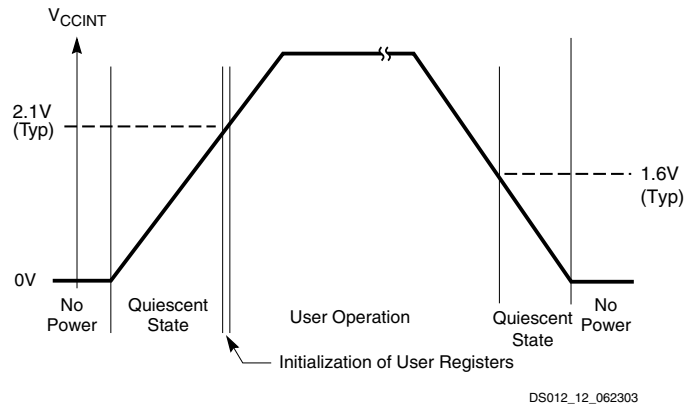 VCCINT
2.1V
(Typ)
1.6V
(Typ)
0V
No
Power
Quiescent
State
User Operation
Quiescent
State
No
Power
Initialization of User Registers
DS012_12_062303